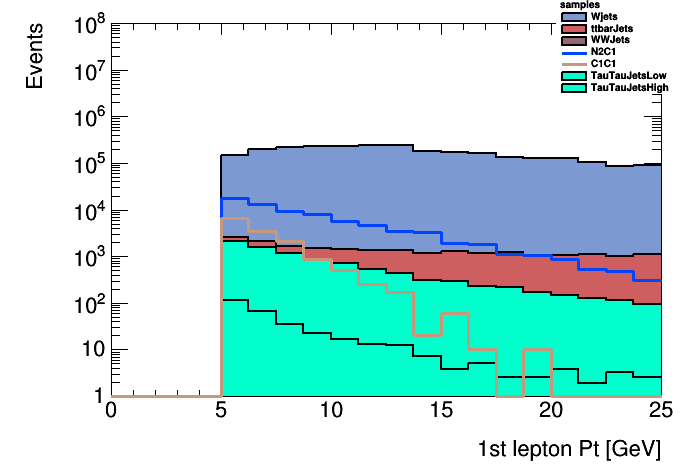 samples
Wjets
ttbarJets
WWJets
N2C1
C1C1
TauTauJetsLow
TauTauJetsHigh
Events
10^8
10^7
10^6
10^5
10^4
10^3
10^2
10
1
0 5 10 15 20 25
1st lepton Pt [GeV]